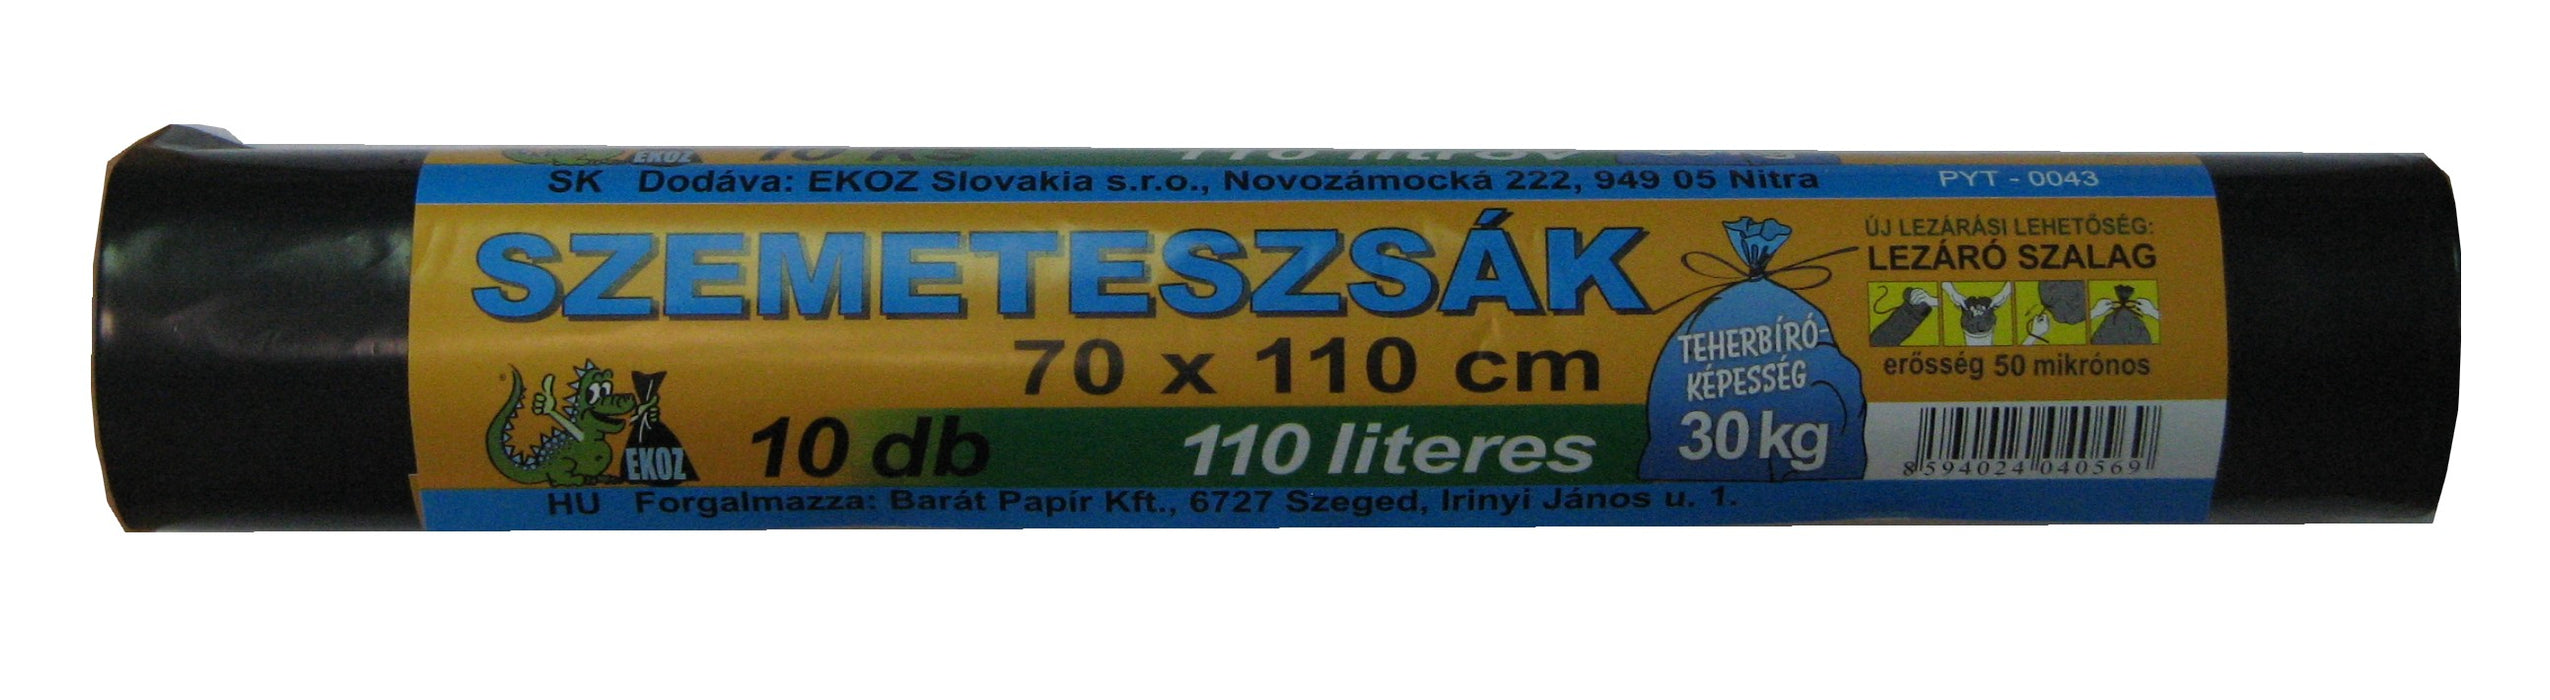 EKOZ
SK Dodáva: EKOZ Slovakia s.r.o., Novozámocká 222, 949 05 Nitra
PYT - 0043
SZEMETESZSÁK
70 x 110 cm
10 db
110 literes
EKOZ
TEHERBÍRÓ-
KÉPESSÉG
30 kg
ÚJ LEZÁRÁSI LEHETŐSÉG:
LEZÁRÓ SZALAG
erősség 50 mikrónos
8594024040569
HU Forgalmazza: Barát Papír Kft., 6727 Szeged, Irinyi János u. 1.